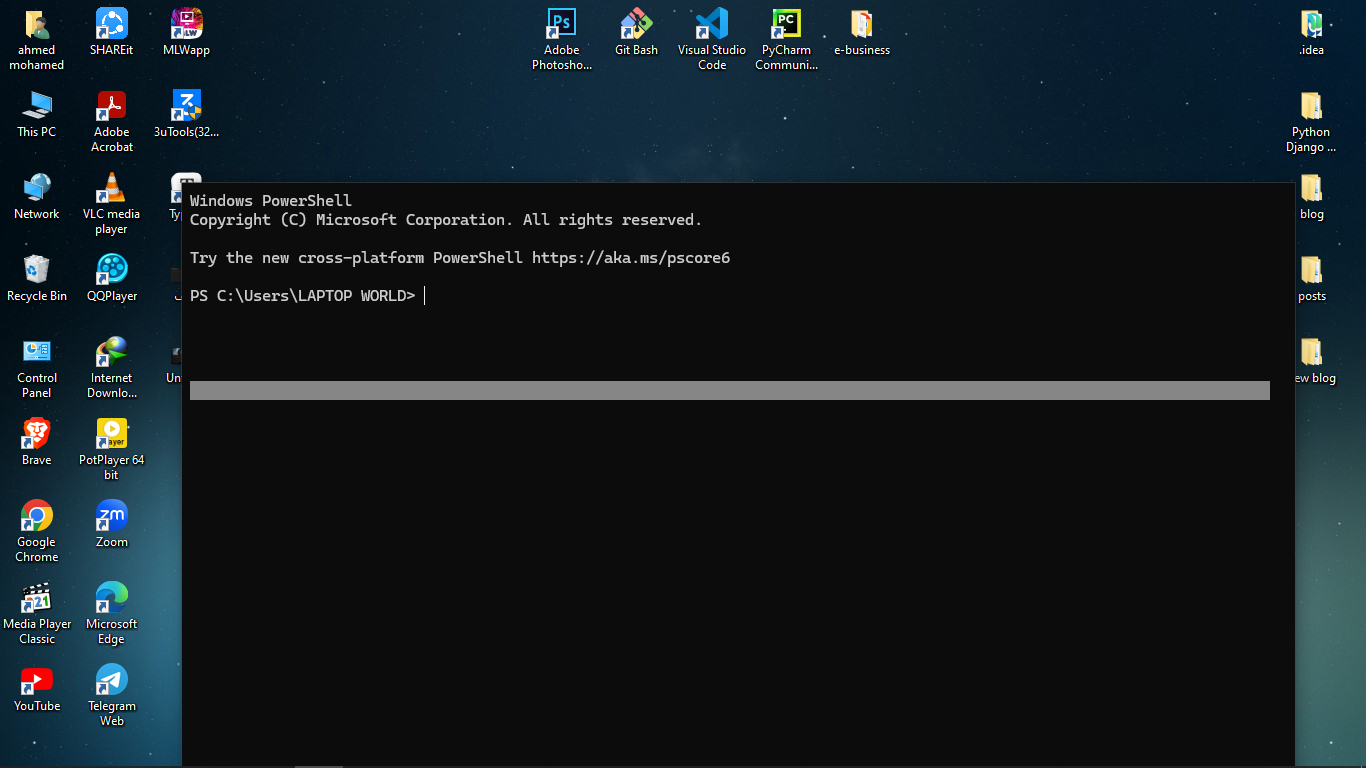 ahmed
mohamed
SHAREit
MLWapp
Adobe
Photosho...
Git Bash
Visual Studio
Code
PyCharm
Communi...
e-business
.idea
This PC
Adobe
Acrobat
3uTools(32...
Python
Django ...
Network
VLC media
player
Ty
blog
Recycle Bin
QQPlayer
posts
Control
Panel
Internet
Downlo...
Un
ew blog
Brave
PotPlayer 64
bit
Google
Chrome
Zoom
Media Player
Classic
Microsoft
Edge
YouTube
Telegram
Web
Windows PowerShell
Copyright (C) Microsoft Corporation. All rights reserved.
Try the new cross-platform PowerShell https://aka.ms/pscore6
PS C:\Users\LAPTOP WORLD>